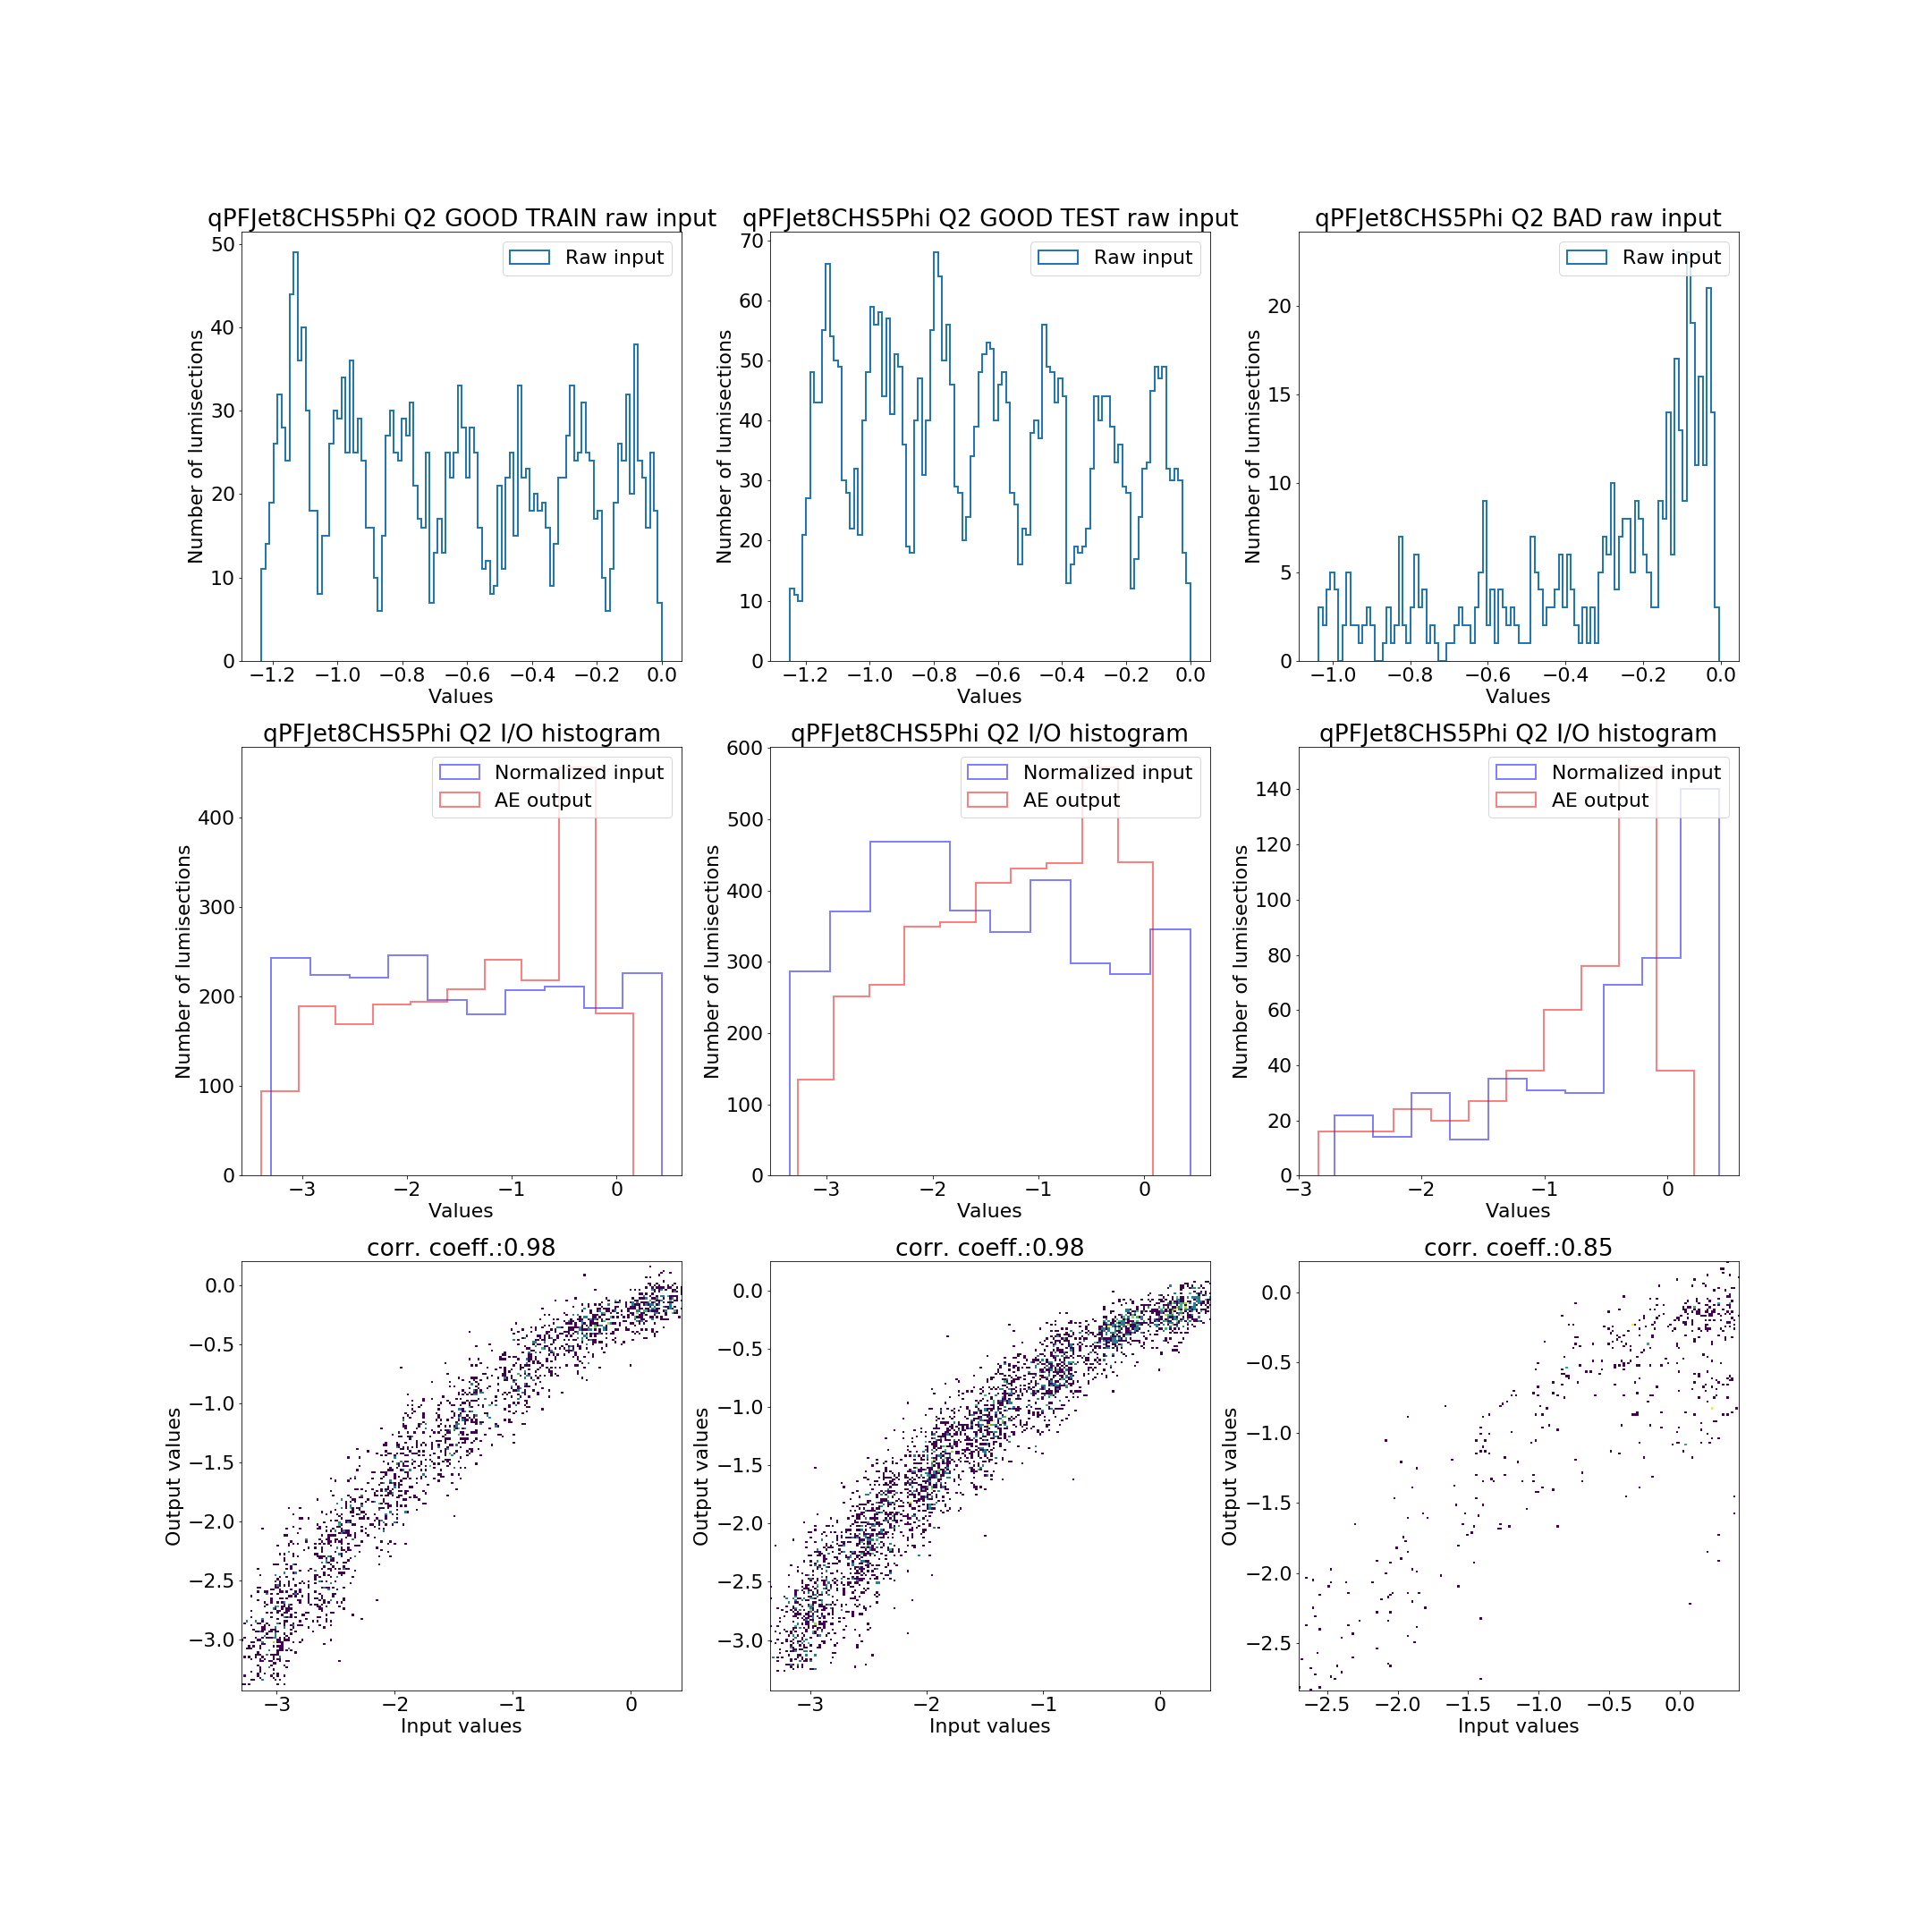 qPFJet8CHS5Phi Q2 GOOD TRAIN raw input
Raw input
Number of lumisections
50
40
30
20
10
0
−1.2 −1.0 −0.8 −0.6 −0.4 −0.2 0.0
Values
qPFJet8CHS5Phi Q2 GOOD TEST raw input
Raw input
Number of lumisections
70
60
50
40
30
20
10
0
−1.2 −1.0 −0.8 −0.6 −0.4 −0.2 0.0
Values
qPFJet8CHS5Phi Q2 BAD raw input
Raw input
Number of lumisections
20
15
10
5
0
−1.0 −0.8 −0.6 −0.4 −0.2 0.0
Values
qPFJet8CHS5Phi Q2 I/O histogram
Normalized input
AE output
Number of lumisections
400
300
200
100
0
−3 −2 −1 0
Values
qPFJet8CHS5Phi Q2 I/O histogram
Normalized input
AE output
Number of lumisections
600
500
400
300
200
100
0
−3 −2 −1 0
Values
qPFJet8CHS5Phi Q2 I/O histogram
Normalized input
AE output
Number of lumisections
140
120
100
80
60
40
20
0
−3 −2 −1 0
Values
corr. coeff.:0.98
Output values
0.0
−0.5
−1.0
−1.5
−2.0
−2.5
−3.0
−3 −2 −1 0
Input values
corr. coeff.:0.98
Output values
0.0
−0.5
−1.0
−1.5
−2.0
−2.5
−3.0
−3 −2 −1 0
Input values
corr. coeff.:0.85
Output values
0.0
−0.5
−1.0
−1.5
−2.0
−2.5
−2.5 −2.0 −1.5 −1.0 −0.5 0.0
Input values